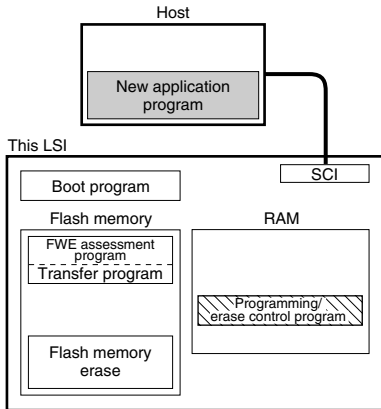 Host
New application
program
This LSI
SCI
Boot program
Flash memory
RAM
FWE assessment
program
Transfer program
Programming/
erase control program
Flash memory
erase